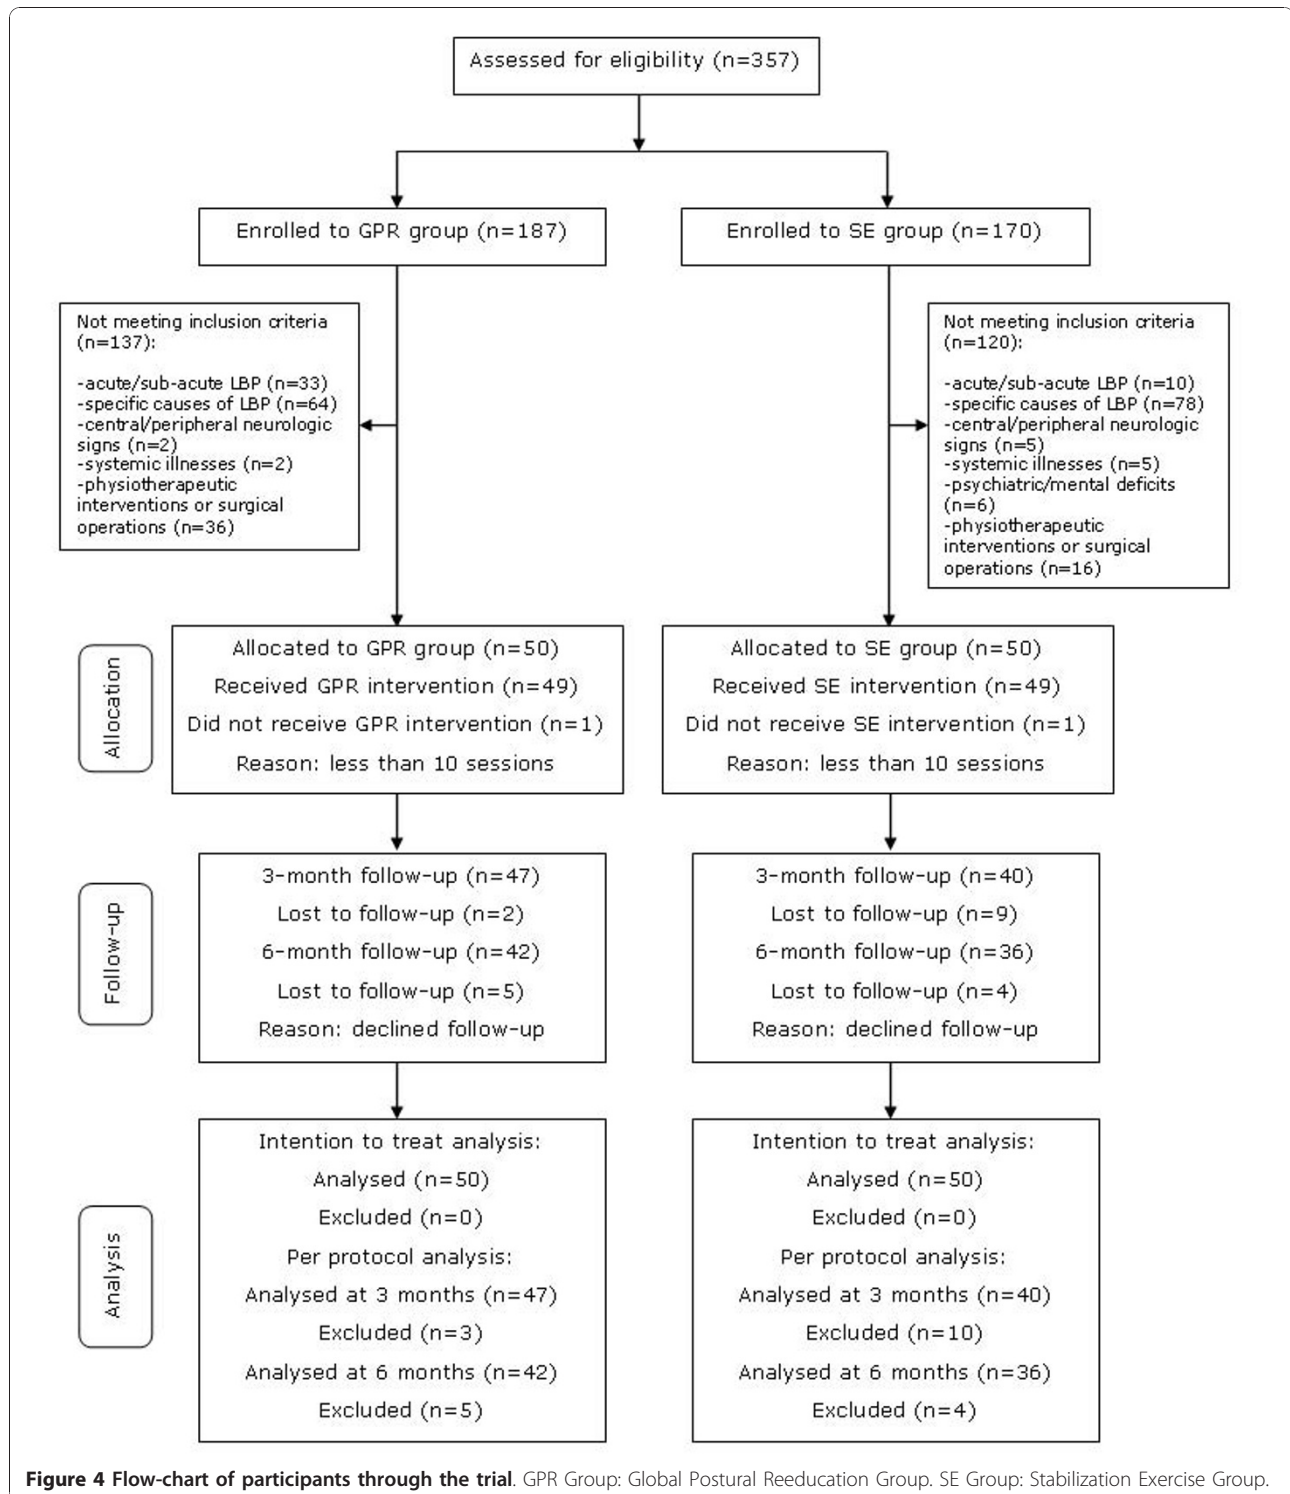 Assessed for eligibility (n=357)
Enrolled to GPR group (n=187)
Enrolled to SE group (n=170)
Not meeting inclusion criteria
(n=137):
-acute/sub-acute LBP (n=33)
-specific causes of LBP (n=64)
-central/peripheral neurologic
signs (n=2)
-systemic illnesses (n=2)
-physiotherapeutic
interventions or surgical
operations (n=36)
Not meeting inclusion criteria
(n=120):
-acute/sub-acute LBP (n=10)
-specific causes of LBP (n=78)
-central/peripheral neurologic
signs (n=5)
-systemic illnesses (n=5)
-psychiatric/mental deficits
(n=6)
-physiotherapeutic
interventions or surgical
operations (n=16)
Allocation
Allocated to GPR group (n=50)
Received GPR intervention (n=49)
Did not receive GPR intervention (n=1)
Reason: less than 10 sessions
Allocated to SE group (n=50)
Received SE intervention (n=49)
Did not receive SE intervention (n=1)
Reason: less than 10 sessions
Follow-up
3-month follow-up (n=47)
Lost to follow-up (n=2)
6-month follow-up (n=42)
Lost to follow-up (n=5)
Reason: declined follow-up
3-month follow-up (n=40)
Lost to follow-up (n=9)
6-month follow-up (n=36)
Lost to follow-up (n=4)
Reason: declined follow-up
Analysis
Intention to treat analysis:
Analysed (n=50)
Excluded (n=0)
Per protocol analysis:
Analysed at 3 months (n=47)
Excluded (n=3)
Analysed at 6 months (n=42)
Excluded (n=5)
Intention to treat analysis:
Analysed (n=50)
Excluded (n=0)
Per protocol analysis:
Analysed at 3 months (n=40)
Excluded (n=10)
Analysed at 6 months (n=36)
Excluded (n=4)
Figure 4 Flow-chart of participants through the trial. GPR Group: Global Postural Reeducation Group. SE Group: Stabilization Exercise Group.